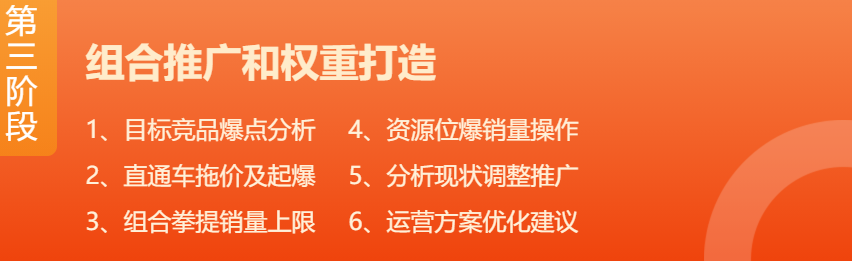 第三阶段
组合推广和权重打造
1、目标竞品爆点分析
2、直通车拖价及起爆
3、组合拳提销量上限
4、资源位爆销量操作
5、分析现状调整推广
6、运营方案优化建议